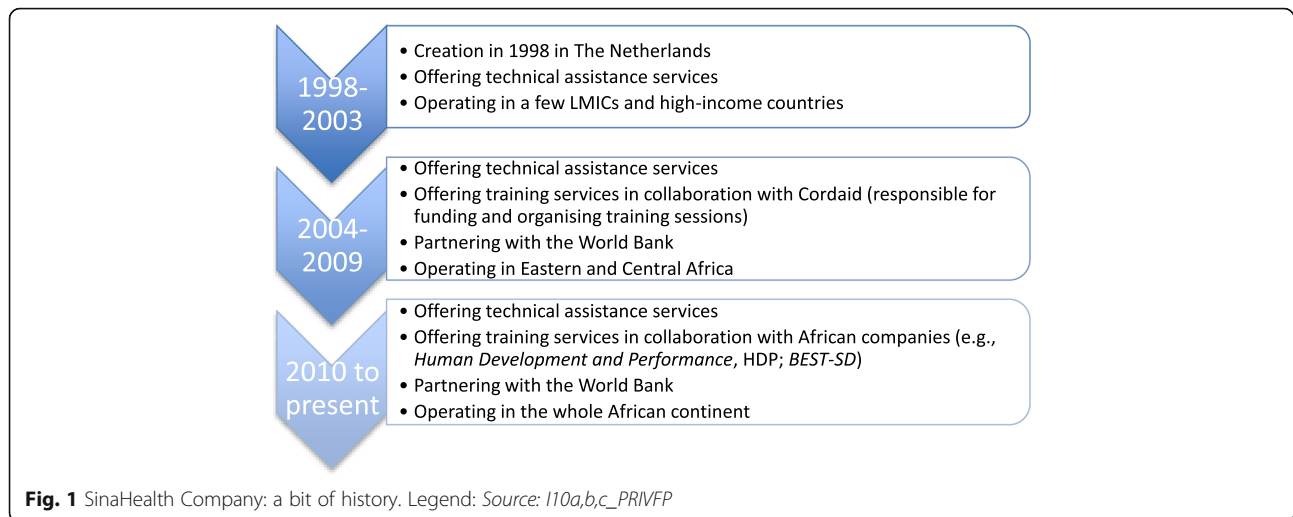 1998-
2003
• Creation in 1998 in The Netherlands
• Offering technical assistance services
• Operating in a few LMICs and high-income countries
2004-
2009
• Offering technical assistance services
• Offering training services in collaboration with Cordaid (responsible for
funding and organising training sessions)
• Partnering with the World Bank
• Operating in Eastern and Central Africa
2010 to
present
• Offering technical assistance services
• Offering training services in collaboration with African companies (e.g.,
Human Development and Performance, HDP; BEST-SD)
• Partnering with the World Bank
• Operating in the whole African continent
Fig. 1 SinaHealth Company: a bit of history. Legend: Source: I10a,b,c_PRIVFP